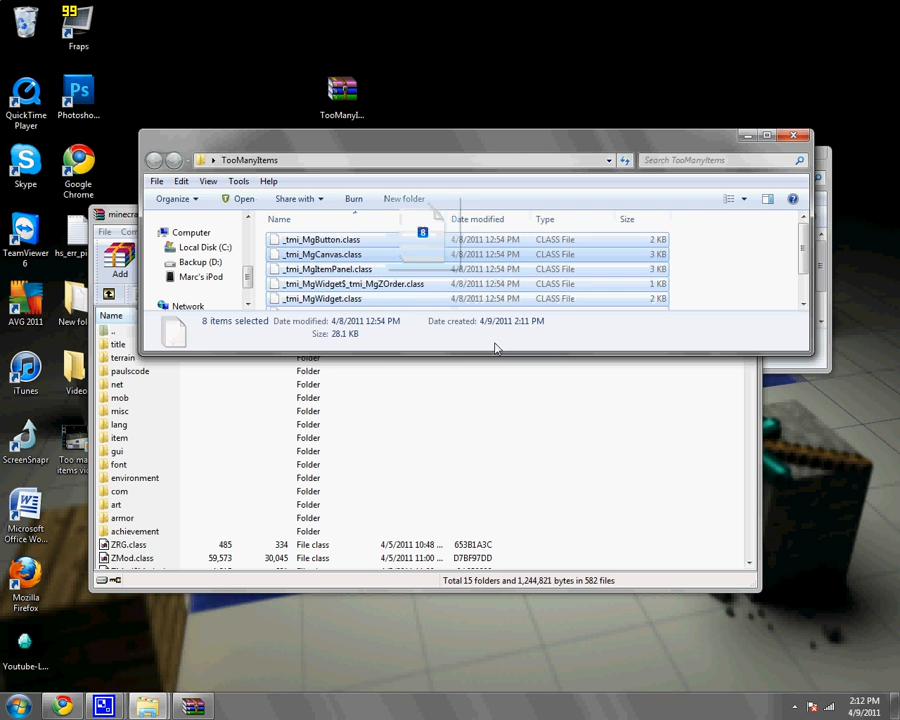 99
Fraps
QuickTime Player
Photosho...
TooManyI...
Skype
Google Chrome
TeamViewer 6
hs_err_pi
AVG 2011
New fol
iTunes
Video
ScreenSnapr
Too ma
items vi
Microsoft Office Wo...
Mozilla Firefox
Youtube-L...
TooManyItems
Search TooManyItems
File Edit View Tools Help
Organize Open Share with Burn New folder
Computer
Local Disk (C:)
Backup (D:)
Marc's iPod
Network
Name Date modified Type Size
_tmi_MgButton.class 4/8/2011 12:54 PM CLASS File 2 KB
_tmi_MgCanvas.class 4/8/2011 12:54 PM CLASS File 3 KB
_tmi_MgItemPanel.class 4/8/2011 12:54 PM CLASS File 3 KB
_tmi_MgWidget$_tmi_MgZOrder.class 4/8/2011 12:54 PM CLASS File 1 KB
_tmi_MgWidget.class 4/8/2011 12:54 PM CLASS File 2 KB
8
8 items selected Date modified: 4/8/2011 12:54 PM Date created: 4/9/2011 2:11 PM
Size: 28.1 KB
minecra
File Com
Add
Name
..
title
terrain Folder
paulscode Folder
net Folder
mob Folder
misc Folder
lang Folder
item Folder
gui Folder
font Folder
environment Folder
com Folder
art Folder
armor Folder
achievement Folder
ZRG.class 485 334 File class 4/5/2011 10:48 ... 653B1A3C
ZMod.class 59,573 30,045 File class 4/5/2011 11:00 ... D7BF97DD
Total 15 folders and 1,244,821 bytes in 582 files
2:12 PM
4/9/2011